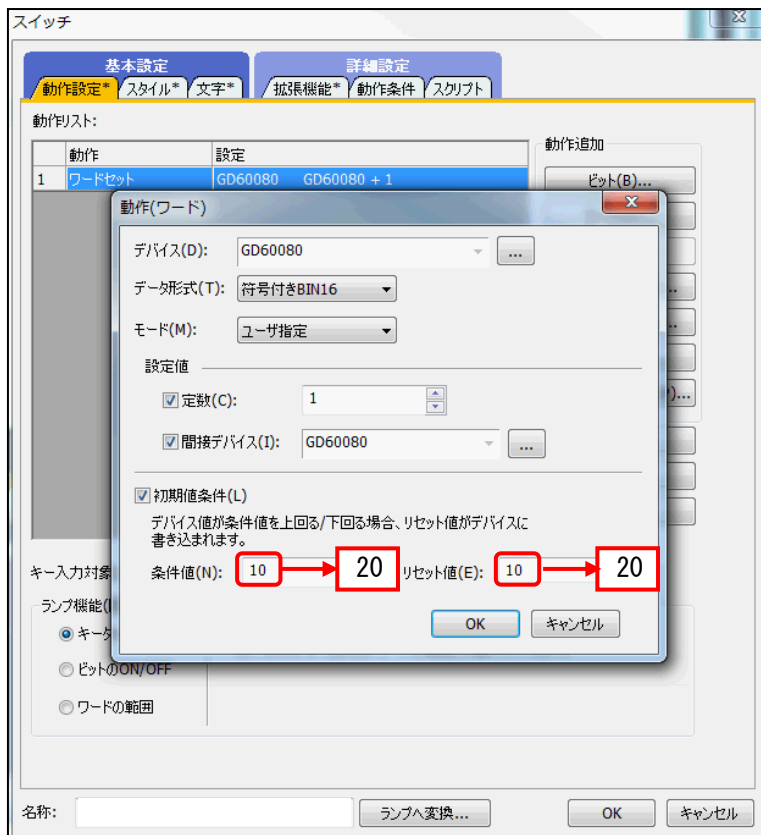 スイッチ
基本設定 詳細設定
動作設定* スタイル* 文字* 拡張機能* 動作条件 スクリプト
動作リスト:
動作追加
動作 設定
1 ワードセット GD60080 GD60080 + 1
ビット(B)...
動作(ワード)
デバイス(D): GD60080 ...
データ形式(T): 符号付きBIN16
モード(M): ユーザ指定
設定値
定数(C): 1
間接デバイス(I): GD60080 ...
初期値条件(L)
デバイス値が条件値を上回る/下回る場合、リセット値がデバイスに
書き込まれます。
条件値(N): 10 20 リセット値(E): 10 20
OK キャンセル
キー入力対象
ランプ機能(
キータ
ビットのON/OFF
ワードの範囲
名称: ランプへ変換... OK キャンセル